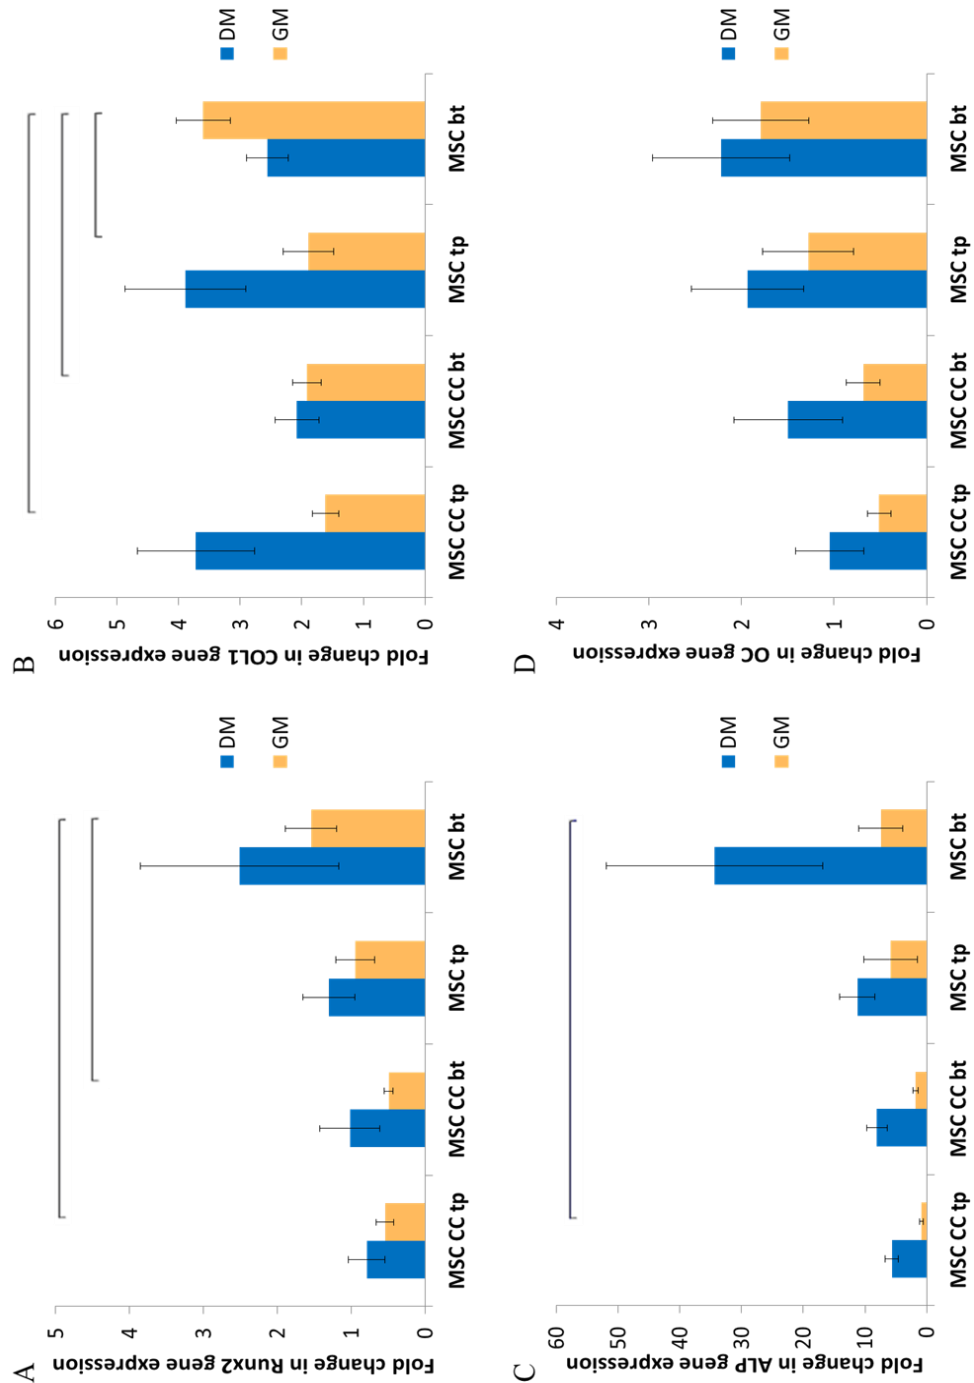 A
Fold change in Runx2 gene expression
5
4
3
2
1
0
MSC CC tp
MSC CC bt
MSC tp
MSC bt
DM
GM
B
Fold change in COL1 gene expression
6
5
4
3
2
1
0
MSC CC tp
MSC CC bt
MSC tp
MSC bt
DM
GM
C
Fold change in ALP gene expression
60
50
40
30
20
10
0
MSC CC tp
MSC CC bt
MSC tp
MSC bt
DM
GM
D
Fold change in OC gene expression
4
3
2
1
0
MSC CC tp
MSC CC bt
MSC tp
MSC bt
DM
GM